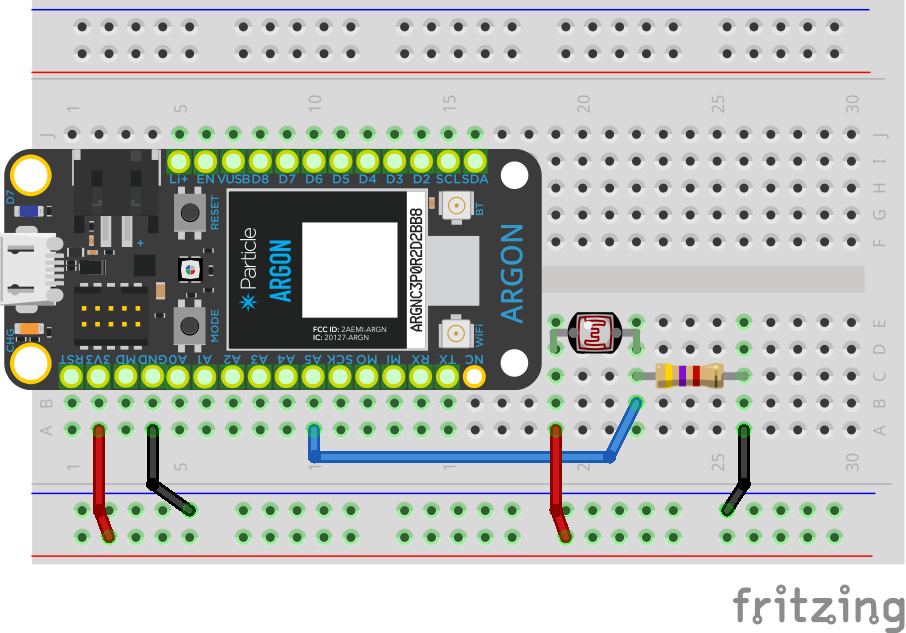 1 5 10 15 20 25 30
J J
I
H
G
F
Li+ EN VUSB D8 D7 D6 D5 D4 D3 D2 SCL SDA
D7
RESET
BT
+
Particle
ARGON
ARGNC3P0R2D2BB8
ARGON
MODE
WiFi
CHG
FCC ID: 2AEMI-ARGN
IC: 20127-ARGN
RST 3V3 MD GND A0 A1 A2 A3 A4 A5 SCK MO MI RX TX NC
E
D
C
B B
A A
1 5 1 15 2 25 30
fritzing